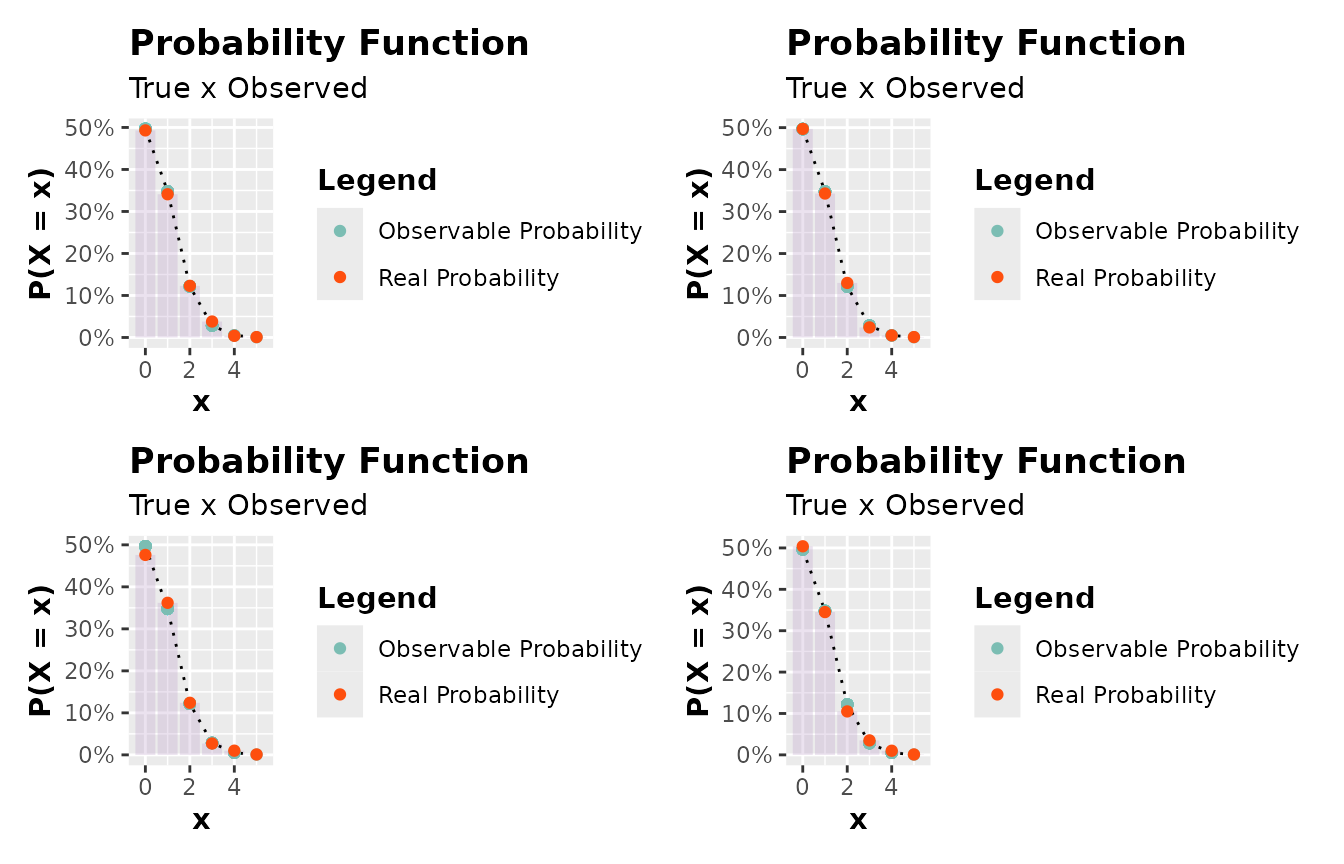 Probability Function
True x Observed
50%
40%
30%
20%
10%
0%
P(X = x)
0 2 4
x
Legend
Observable Probability
Real Probability
Probability Function
True x Observed
50%
40%
30%
20%
10%
0%
P(X = x)
0 2 4
x
Legend
Observable Probability
Real Probability
Probability Function
True x Observed
50%
40%
30%
20%
10%
0%
P(X = x)
0 2 4
x
Legend
Observable Probability
Real Probability
Probability Function
True x Observed
50%
40%
30%
20%
10%
0%
P(X = x)
0 2 4
x
Legend
Observable Probability
Real Probability